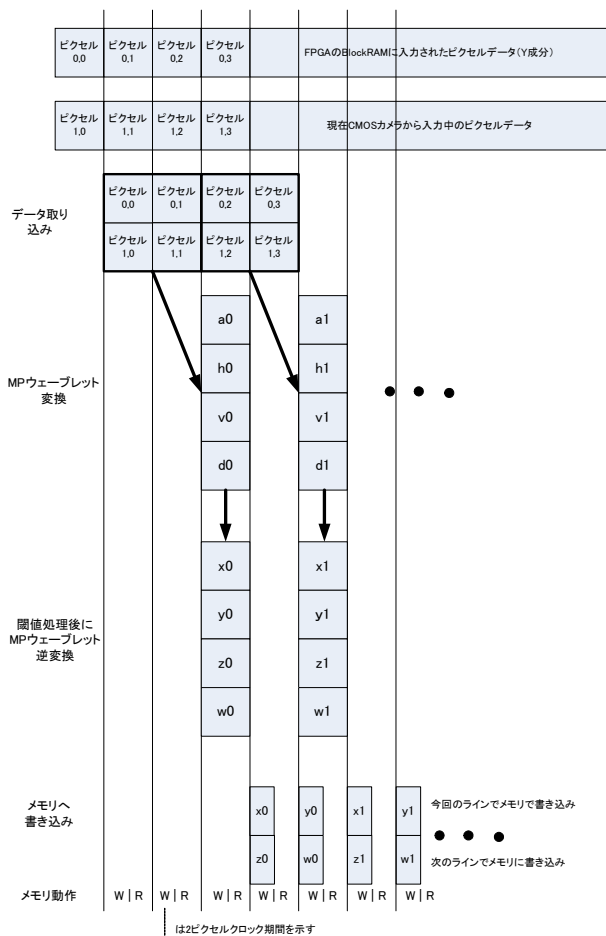 ピクセル
0,0
ピクセル
0,1
ピクセル
0,2
ピクセル
0,3
FPGAのBlockRAMに入力されたピクセルデータ(Y成分)
ピクセル
1,0
ピクセル
1,1
ピクセル
1,2
ピクセル
1,3
現在CMOSカメラから入力中のピクセルデータ
データ取り
込み
ピクセル
0,0
ピクセル
0,1
ピクセル
0,2
ピクセル
0,3
ピクセル
1,0
ピクセル
1,1
ピクセル
1,2
ピクセル
1,3
MPウェーブレット
変換
a0
h0
v0
d0
a1
h1
v1
d1
閾値処理後に
MPウェーブレット
逆変換
x0
y0
z0
w0
x1
y1
z1
w1
メモリへ
書き込み
x0
y0
x1
y1
今回のラインでメモリで書き込み
z0
w0
z1
w1
次のラインでメモリに書き込み
メモリ動作
W|R
W|R
W|R
W|R
W|R
W|R
W|R
は2ピクセルクロック期間を示す